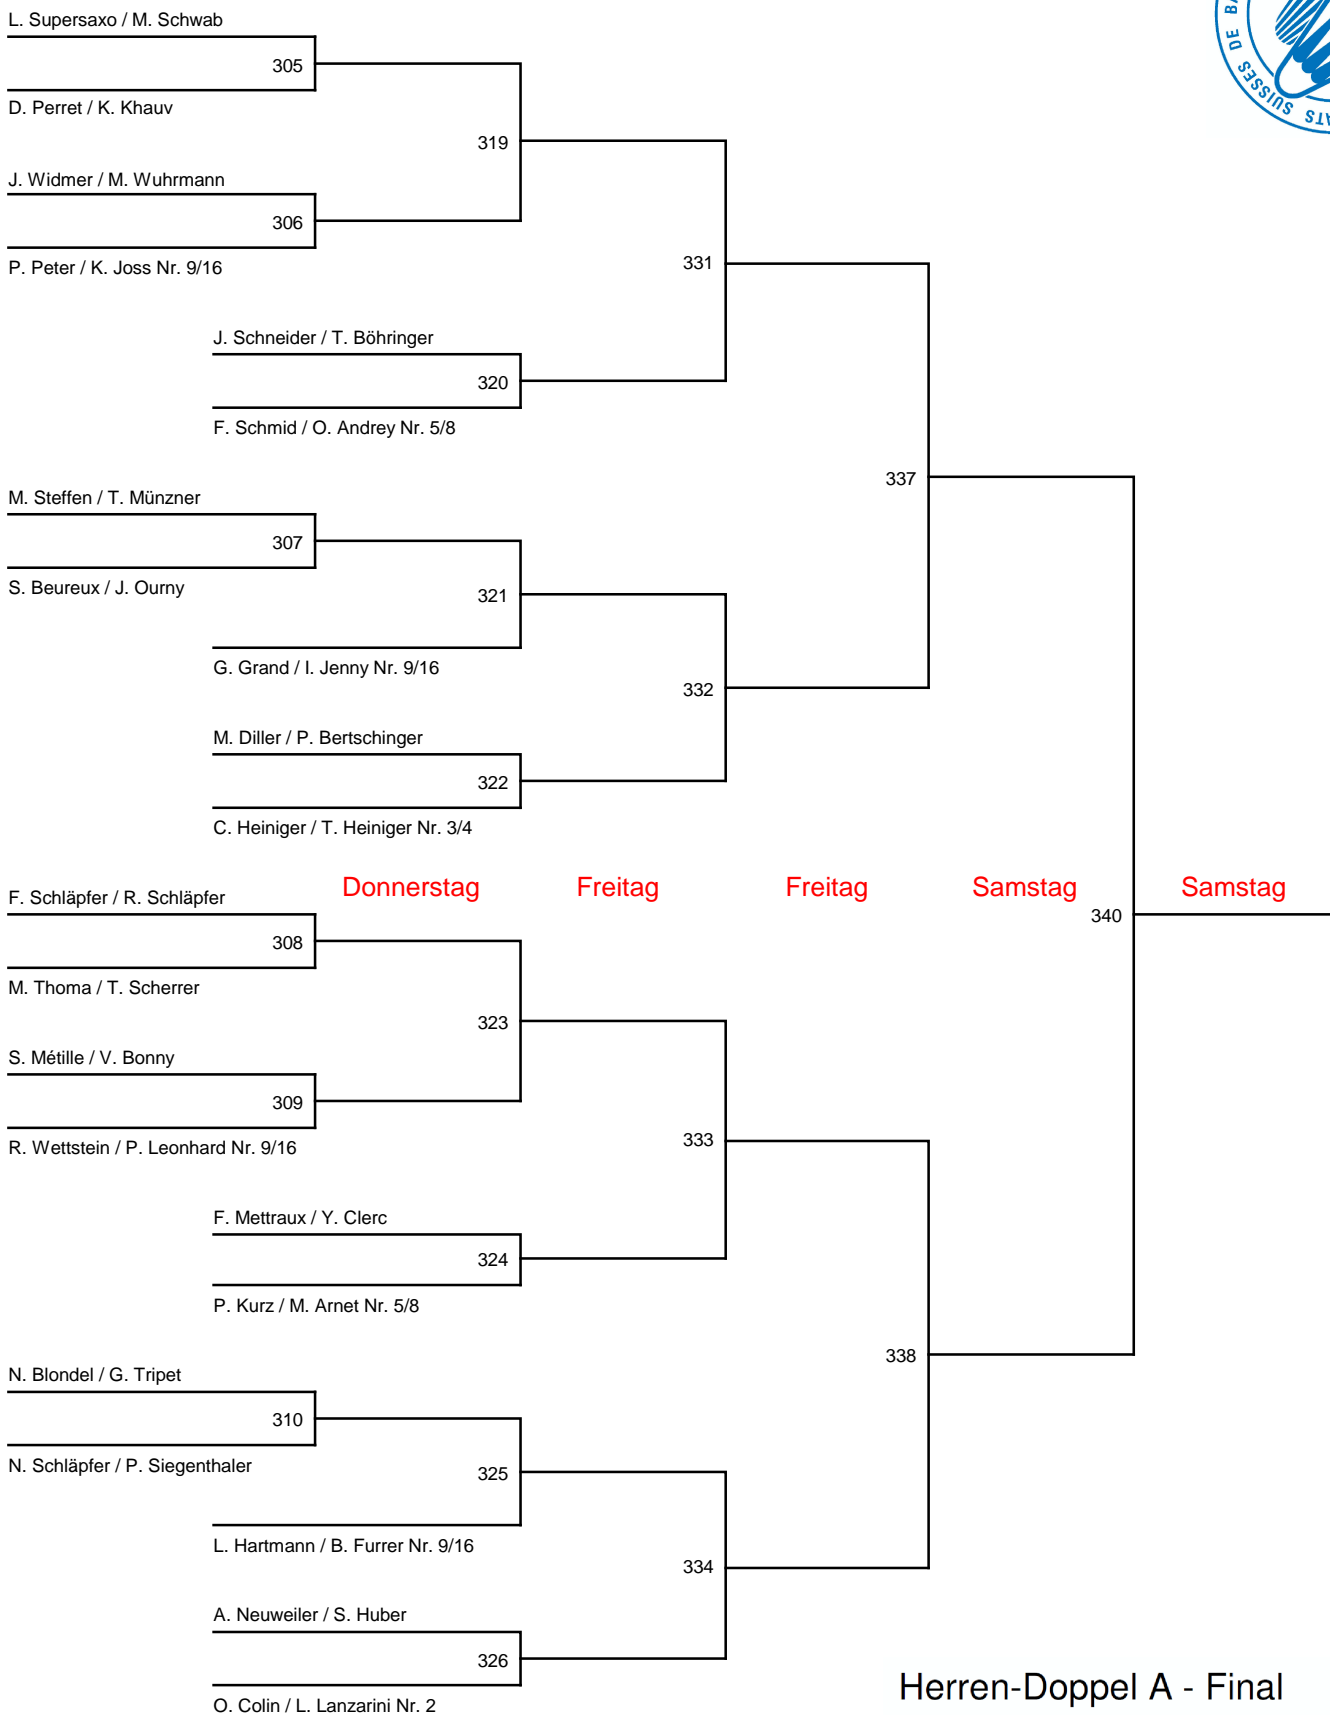 L. Supersaxo / M. Schwab
305
D. Perret / K. Khauv
319
J. Widmer / M. Wuhrmann
306
P. Peter / K. Joss Nr. 9/16
331
J. Schneider / T. Böhringer
320
F. Schmid / O. Andrey Nr. 5/8
337
M. Steffen / T. Münzner
307
S. Beureux / J. Ourny
321
G. Grand / I. Jenny Nr. 9/16
332
M. Diller / P. Bertschinger
322
C. Heiniger / T. Heiniger Nr. 3/4
Donnerstag Freitag Freitag Samstag Samstag
F. Schläpfer / R. Schläpfer
340
308
M. Thoma / T. Scherrer
323
S. Métille / V. Bonny
309
R. Wettstein / P. Leonhard Nr. 9/16
333
F. Mettraux / Y. Clerc
324
P. Kurz / M. Arnet Nr. 5/8
338
N. Blondel / G. Tripet
310
N. Schläpfer / P. Siegenthaler
325
L. Hartmann / B. Furrer Nr. 9/16
334
A. Neuweiler / S. Huber
326
O. Colin / L. Lanzarini Nr. 2
Herren-Doppel A - Final
SUISSES DE